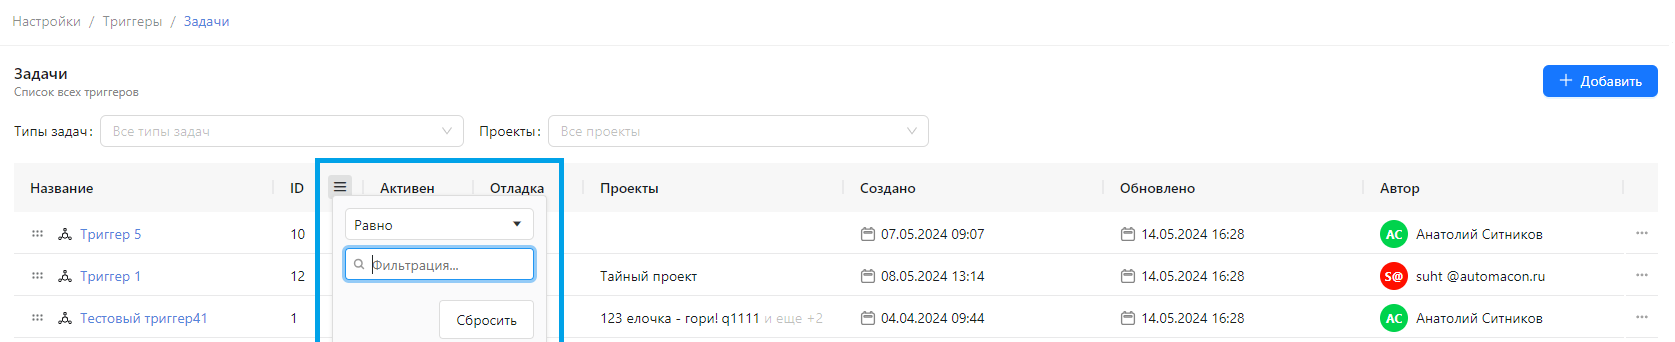 Настройки / Триггеры / Задачи
Задачи
Список всех триггеров
+ Добавить
Типы задач: Все типы задач Проекты: Все проекты
Название ID Активен Отладка Проекты Создано Обновлено Автор
Равно
Триггер 5 10 07.05.2024 09:07 14.05.2024 16:28 АС Анатолий Ситников ...
Фильтрация...
Триггер 1 12 Тайный проект 08.05.2024 13:14 14.05.2024 16:28 S@ suht @automacon.ru ...
Сбросить
Тестовый триггер41 1 123 елочка - гори! q1111 и еще +2 04.04.2024 09:44 14.05.2024 16:28 АС Анатолий Ситников ...